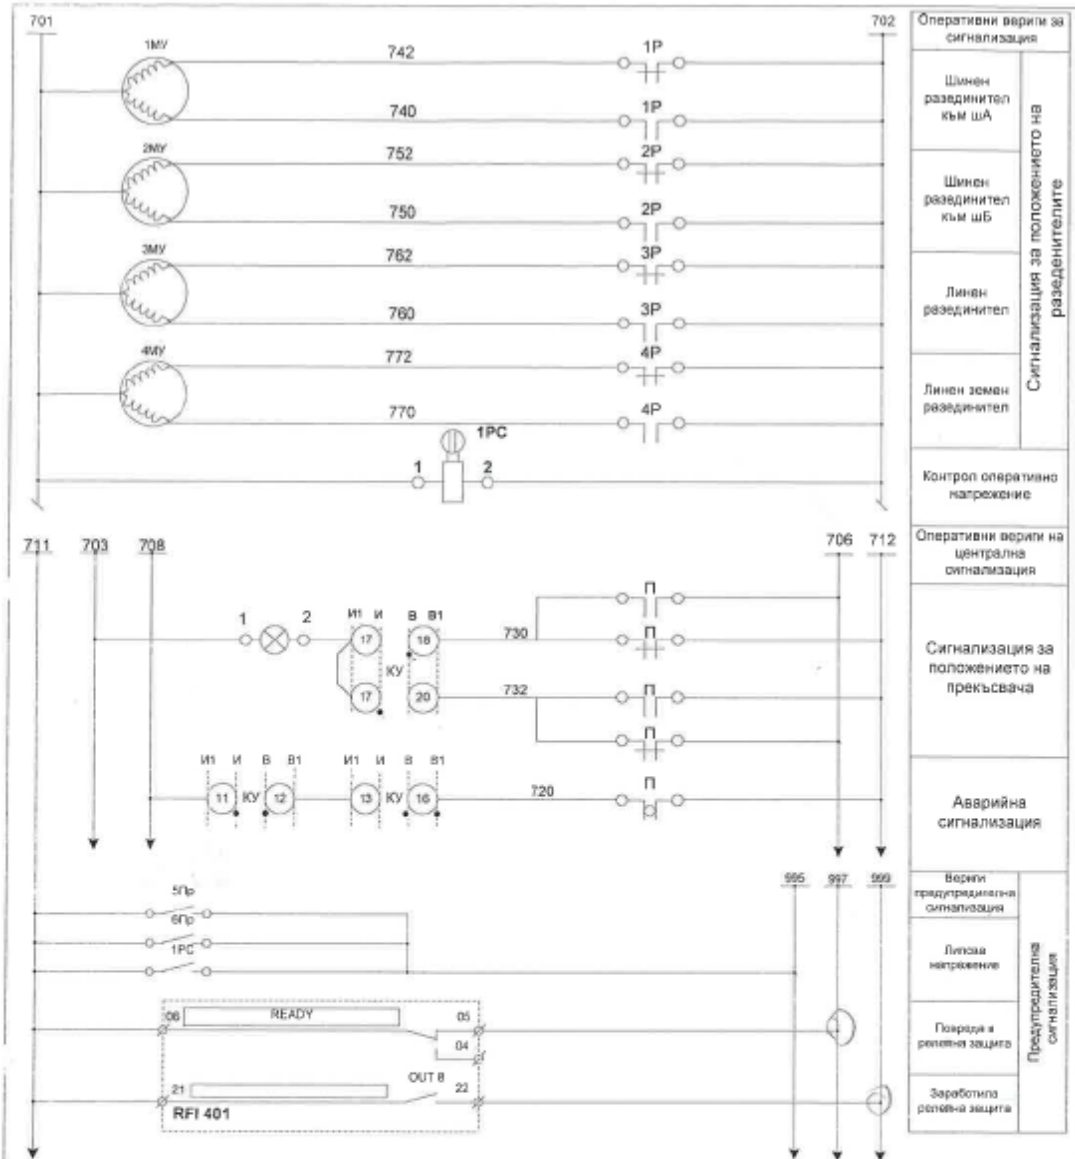 701
702
Оперативни вериги за
сигнализация
1МУ
742
1Р
740
1Р
Шинен
разединител
към шА
2МУ
752
2Р
750
2Р
Шинен
разединител
към шБ
3МУ
762
3Р
760
3Р
Линен
разединител
4МУ
772
4Р
770
4Р
Линен земен
разединител
Сигнализация за положението на
разеденителите
1РС
1
2
Контрол оперативно
напрежение
711
703
708
706
712
Оперативни вериги на
централна
сигнализация
1
2
И1 И
В В1
17
18
КУ
17
20
730
732
П
П
П
П
Сигнализация за
положението на
прекъсвача
И1 И В В1
И1 И В В1
11
КУ
12
13
КУ
16
720
П
Аварийна
сигнализация
995
997
999
Вериги
предупредителна
сигнализация
5Пр
6Пр
1РС
Липсва
напрежение
06
READY
05
04
Повреда в
релейна защита
21
OUT 8
22
RFI 401
Заработила
релейна защита
Предупредителна
сигнализация